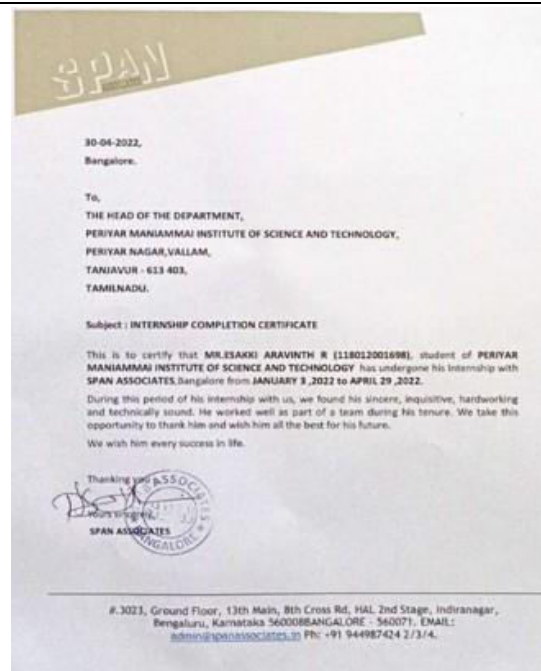 SPAN
ASSOCIATES
30-04-2022,
Bangalore.
To,
THE HEAD OF THE DEPARTMENT,
PERIYAR MANIAMMAI INSTITUTE OF SCIENCE AND TECHNOLOGY,
PERIYAR NAGAR,VALLAM,
TANJAVUR - 613 403,
TAMILNADU.
Subject : INTERNSHIP COMPLETION CERTIFICATE
This is to certify that MR.ESAKKI ARAVINTH R (118012001698), student of PERIYAR
MANIAMMAI INSTITUTE OF SCIENCE AND TECHNOLOGY has undergone his Internship with
SPAN ASSOCIATES,Bangalore from JANUARY 3 ,2022 to APRIL 29 ,2022.
During this period of his internship with us, we found his sincere, inquisitive, hardworking
and technically sound. He worked well as part of a team during his tenure. We take this
opportunity to thank him and wish him all the best for his future.
We wish him every success in life.
Thanking you
Yours sincerely,
SPAN ASSOCIATES
ASSOCIATES
BANGALORE
#.3023, Ground Floor, 13th Main, 8th Cross Rd, HAL 2nd Stage, Indiranagar,
Bengaluru, Karnataka 560008BANGALORE - 560071. EMAIL:
admin@spanassociates.in Ph: +91 944987424 2/3/4.